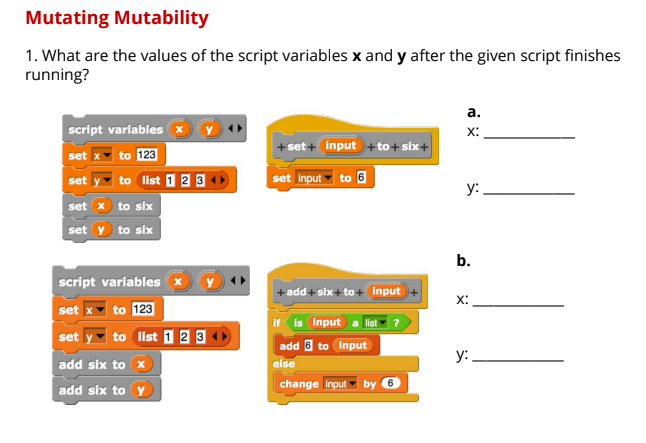 Mutating Mutability
1. What are the values of the script variables x and y after the given script finishes
running?
script variables x y
set x to 123
set y to list 1 2 3
set x to six
set y to six
+set+ input +to+six+
set input to 6
a.
x: ___________
y: ___________
script variables x y
set x to 123
set y to list 1 2 3
add six to x
add six to y
+add+six+to+ input +
if is input a list ?
add 6 to input
else
change input by 6
b.
x: ___________
y: ___________